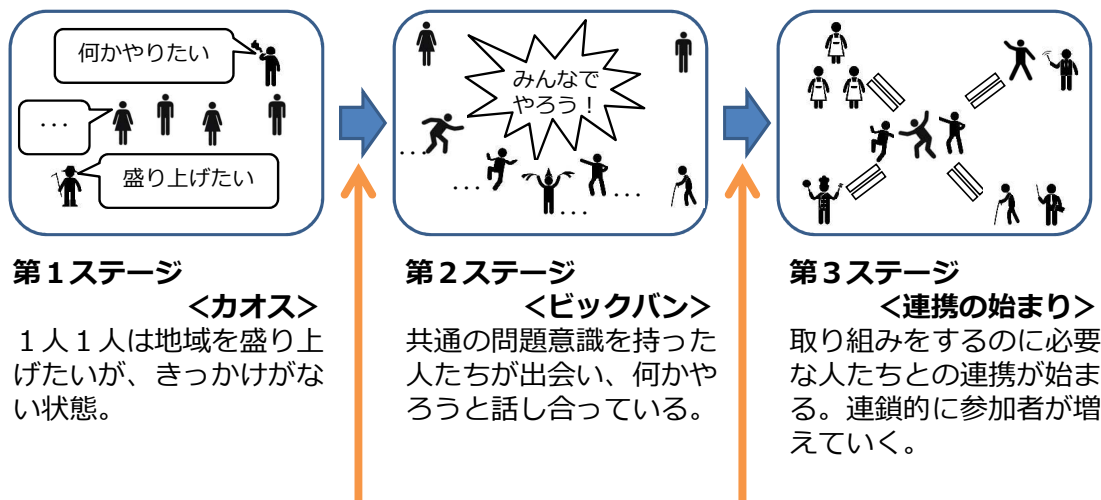 何かやりたい
・・・
盛り上げたい
みんなで
やろう！
・・・
・・・
・・・
・・・
第１ステージ
<カオス>
１人１人は地域を盛り上
げたいが、きっかけがな
い状態。
第２ステージ
<ビックバン>
共通の問題意識を持った
人たちが出会い、何かや
ろうと話し合っている。
第３ステージ
<連携の始まり>
取り組みをするのに必要
な人たちとの連携が始ま
る。連鎖的に参加者が増
えていく。